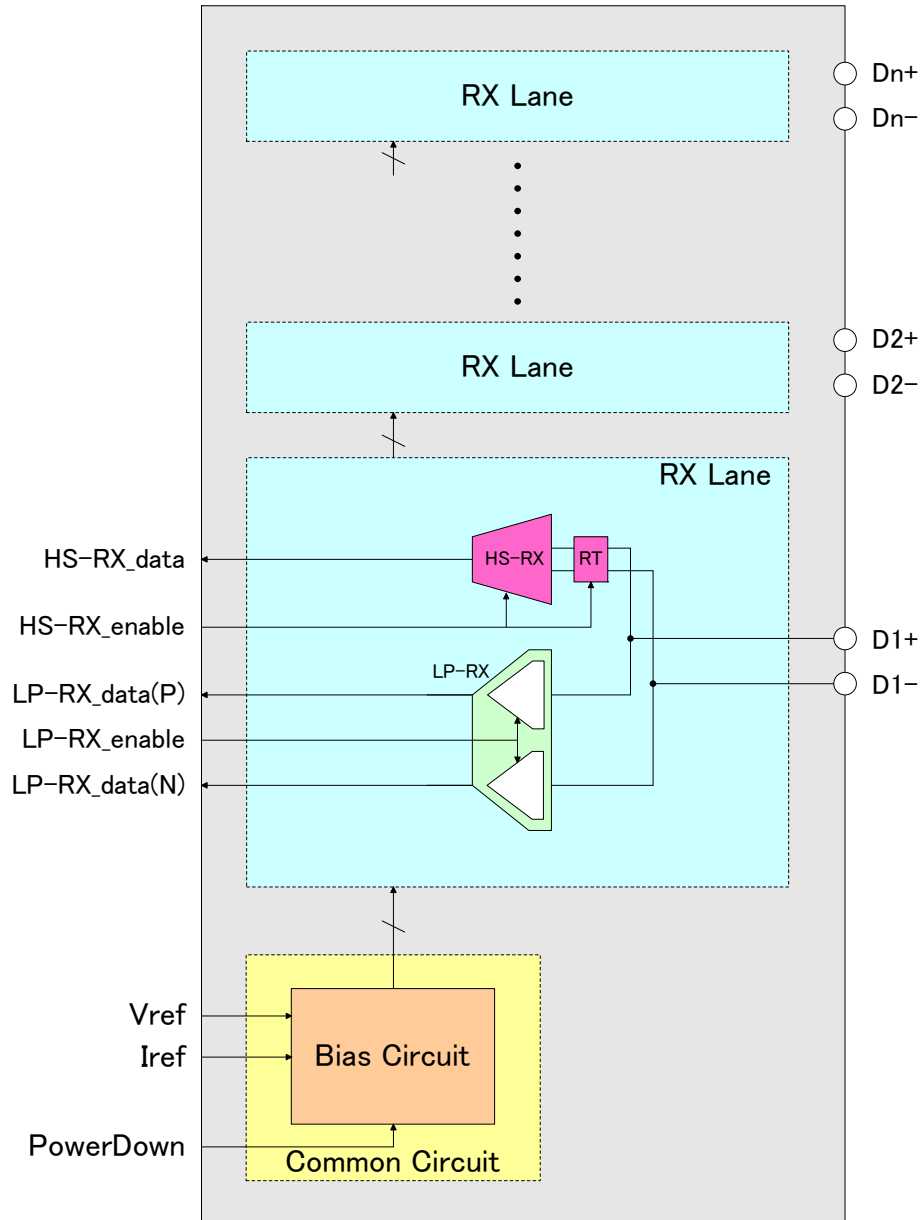 Dn+
RX Lane
Dn-
D2+
RX Lane
D2-
RX Lane
HS-RX_data
HS-RX
RT
HS-RX_enable
D1+
LP-RX
D1-
LP-RX_data(P)
LP-RX_enable
LP-RX_data(N)
Vref
Iref
Bias Circuit
PowerDown
Common Circuit